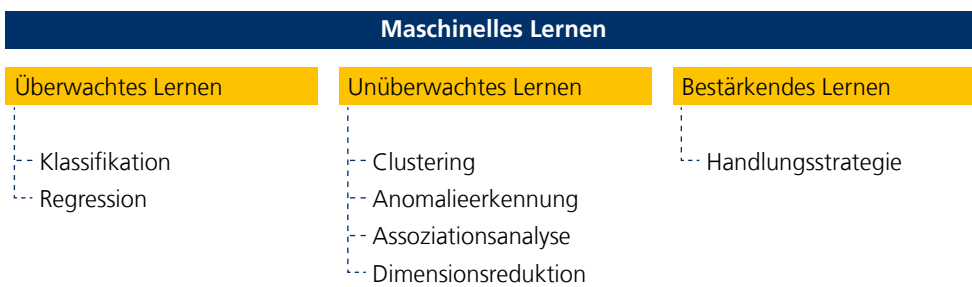 Maschinelles Lernen
Überwachtes Lernen
Klassifikation
Regression
Unüberwachtes Lernen
Clustering
Anomalieerkennung
Assoziationsanalyse
Dimensionsreduktion
Bestärkendes Lernen
Handlungsstrategie